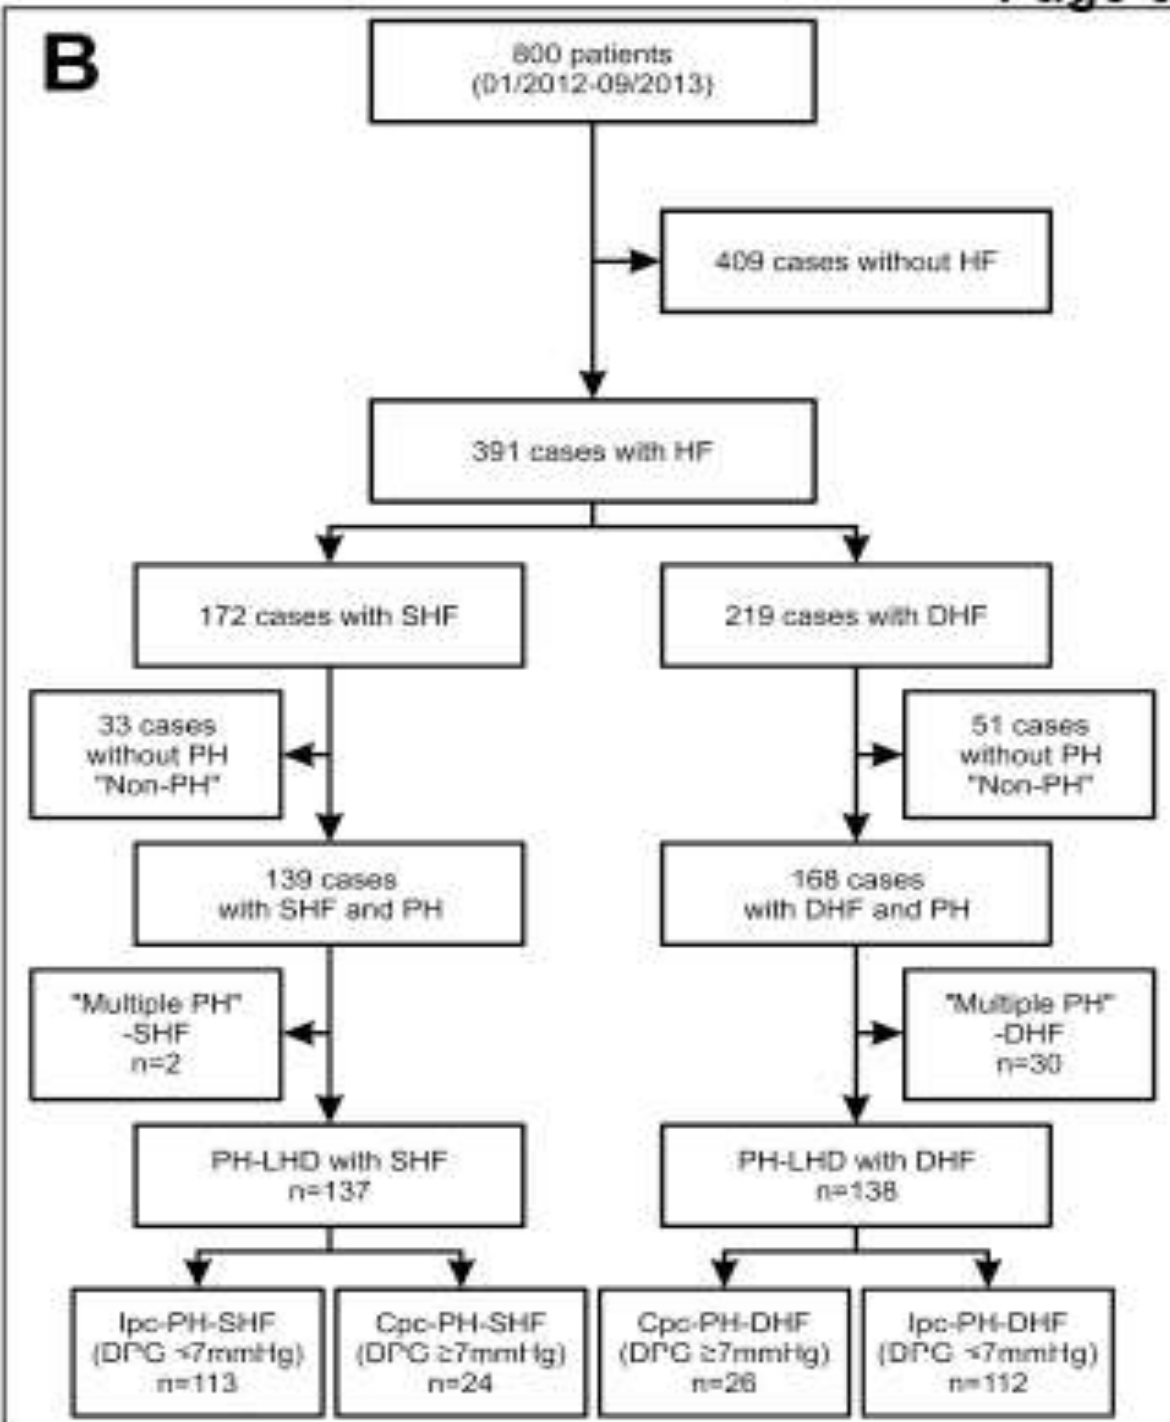 B
800 patients
(01/2012-09/2013)
409 cases without HF
391 cases with HF
172 cases with SHF
219 cases with DHF
33 cases
without PH
"Non-PH"
51 cases
without PH
"Non-PH"
139 cases
with SHF and PH
168 cases
with DHF and PH
"Multiple PH"
-SHF
n=2
"Multiple PH"
-DHF
n=30
PH-LHD with SHF
n=137
PH-LHD with DHF
n=138
Ipc-PH-SHF
(DPG <7mmHg)
n=113
Cpc-PH-SHF
(DPG ≥7mmHg)
n=24
Cpc-PH-DHF
(DPG ≥7mmHg)
n=26
Ipc-PH-DHF
(DPG <7mmHg)
n=112